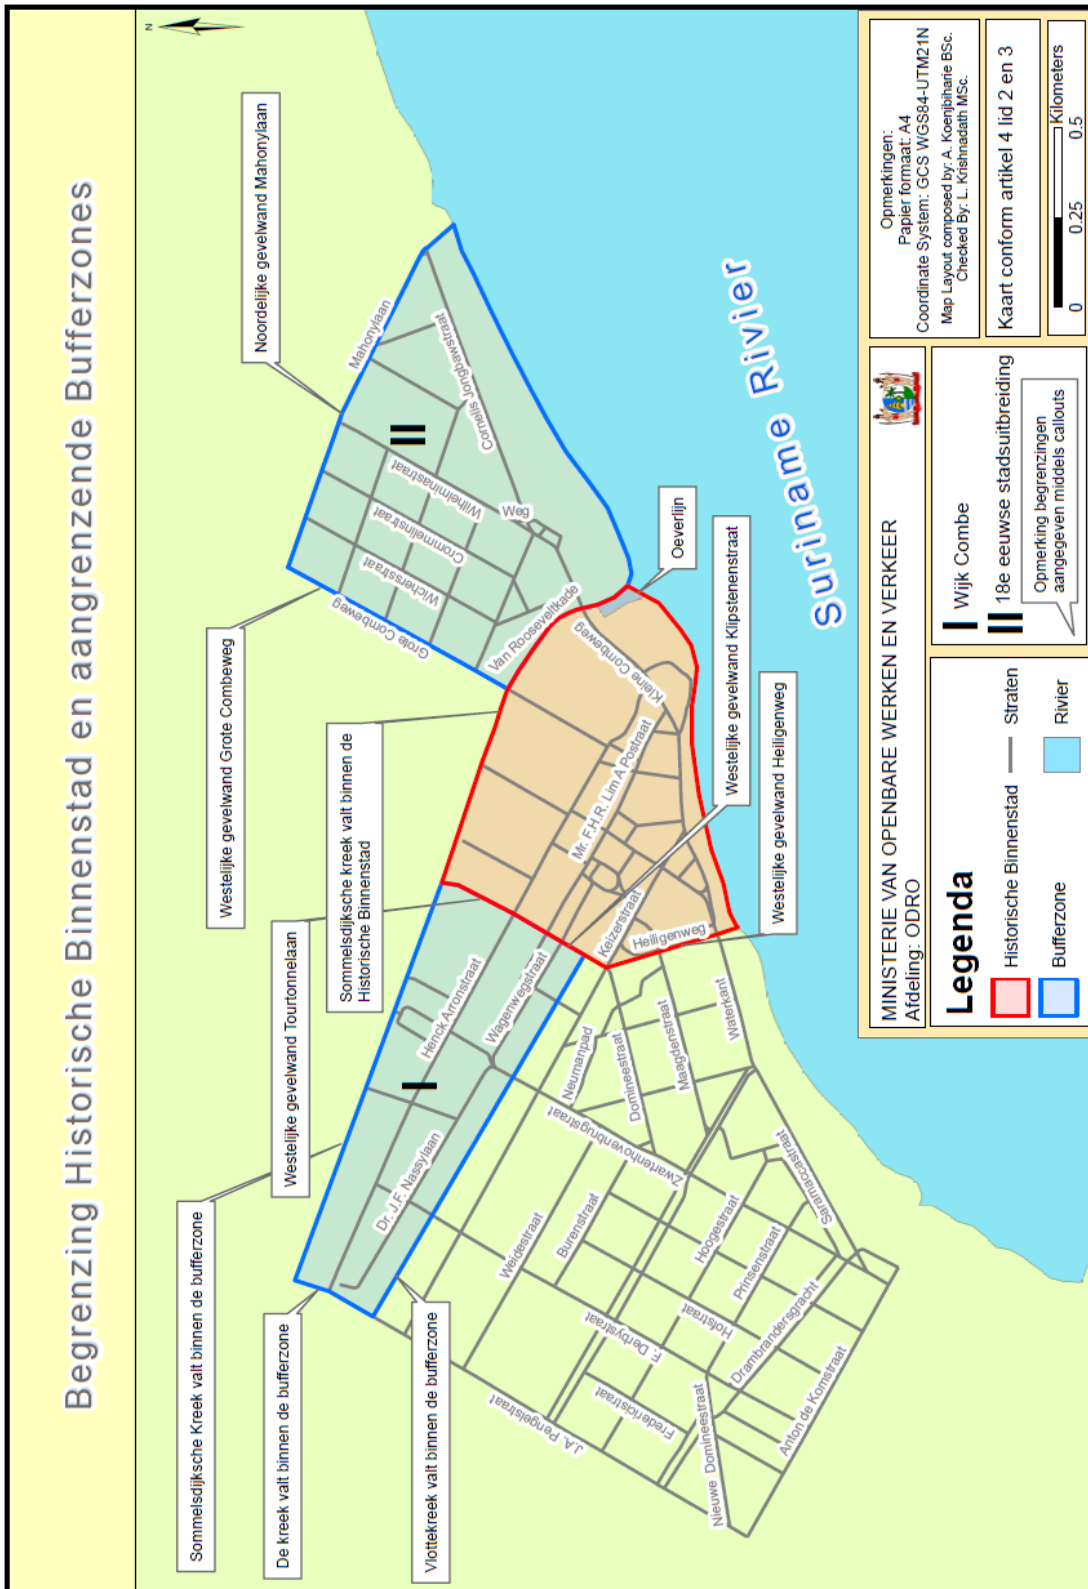 Begrenzing Historische Binnenstad en aangrenzende Bufferzones
N
Sommelsdijksche Kreek valt binnen de bufferzone
De kreek valt binnen de bufferzone
Vlottekreek valt binnen de bufferzone
Westelijke gevelwand Tourtonnelaan
Sommelsdijksche kreek valt binnen de
Historische Binnenstad
Westelijke gevelwand Grote Combeweg
Noordelijke gevelwand Mahonylaan
Oeverlijn
Westelijke gevelwand Klipstenenstraat
Westelijke gevelwand Heiligenweg
Mahonylaan
Cornelis Jongbawstraat
Wilhelminastraat
Crommelinstraat
Wichersstraat
Grote Combeweg
Weg
Van Rooseveltkade
Kleine Combeweg
Mr. F.H.R. Lim A Postraat
Keizerstraat
Heiligenweg
Henck Arronstraat
Wagenwegstraat
Dr. J.F. Nassylaan
I
II
Neumanpad
Domineestraat
Maagdenstraat
Waterkant
Zwartenhovenbrugstraat
Weidestraat
Burenstraat
Hoogestraat
Prinsenstraat
Saramaccastraat
F. Derbystraat
Hofstraat
Drambrandersgracht
J.A. Pengelstraat
Fredericistraat
Nieuwe Domineestraat
Anton de Komstraat
Suriname Rivier
MINISTERIE VAN OPENBARE WERKEN EN VERKEER
Afdeling: ODRO
Legenda
Historische Binnenstad
Straten
Bufferzone
Rivier
I Wijk Combe
II 18e eeuwse stadsuitbreiding
Opmerking begrenzingen
aangegeven middels callouts
Opmerkingen:
Papier formaat: A4
Coordinate System: GCS WGS84-UTM21N
Map Layout composed by: A. Koenjbiharie BSc.
Checked By: L. Krishnadath MSc.
Kaart conform artikel 4 lid 2 en 3
Kilometers
0 0.25 0.5